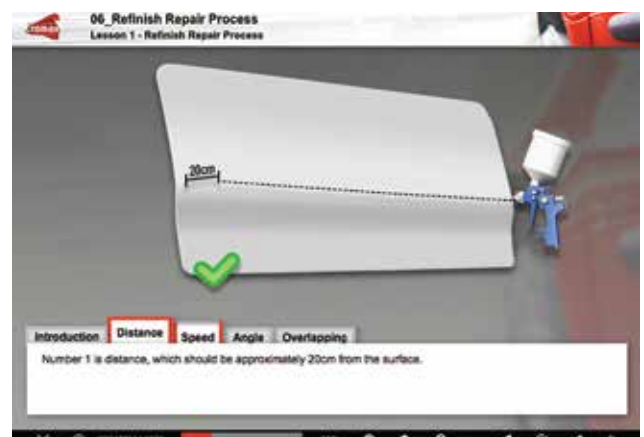 06_Refinish Repair Process
Lesson 1 - Refinish Repair Process
20cm
Introduction
Distance
Speed
Angle
Overlapping
Number 1 is distance, which should be approximately 20cm from the surface.